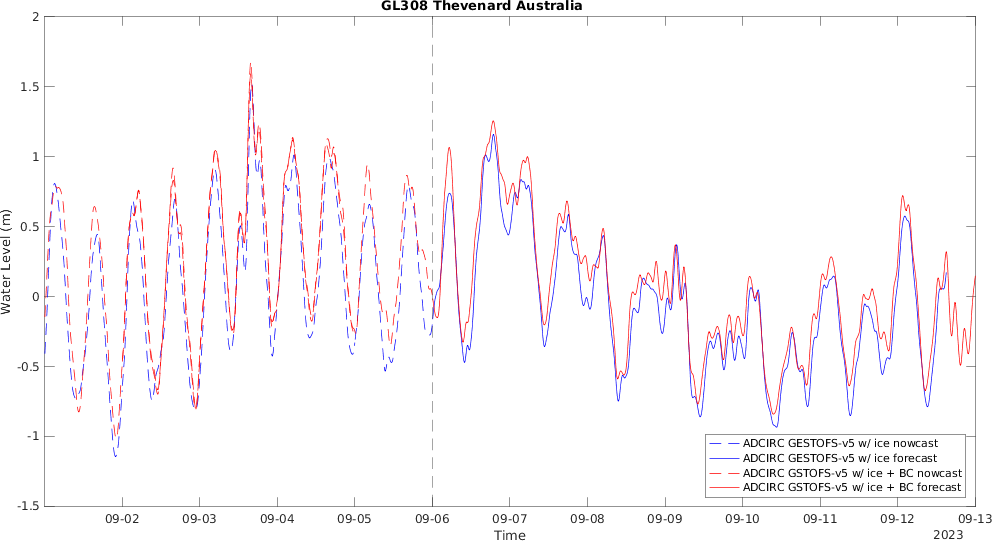 GL308 Thevenard Australia
2
1.5
1
0.5
0
-0.5
-1
-1.5
Water Level (m)
09-02 09-03 09-04 09-05 09-06 09-07 09-08 09-09 09-10 09-11 09-12 09-13
Time
2023
ADCIRC GESTOFS-v5 w/ ice nowcast
ADCIRC GESTOFS-v5 w/ ice forecast
ADCIRC GSTOFS-v5 w/ ice + BC nowcast
ADCIRC GSTOFS-v5 w/ ice + BC forecast